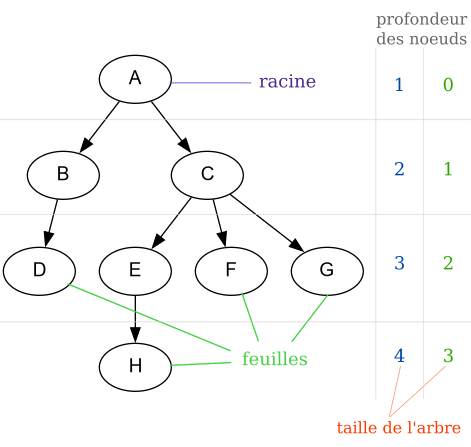 profondeur
des noeuds
A
racine
1 0
B
C
2 1
D
E
F
G
3 2
H
feuilles
4 3
taille de l'arbre